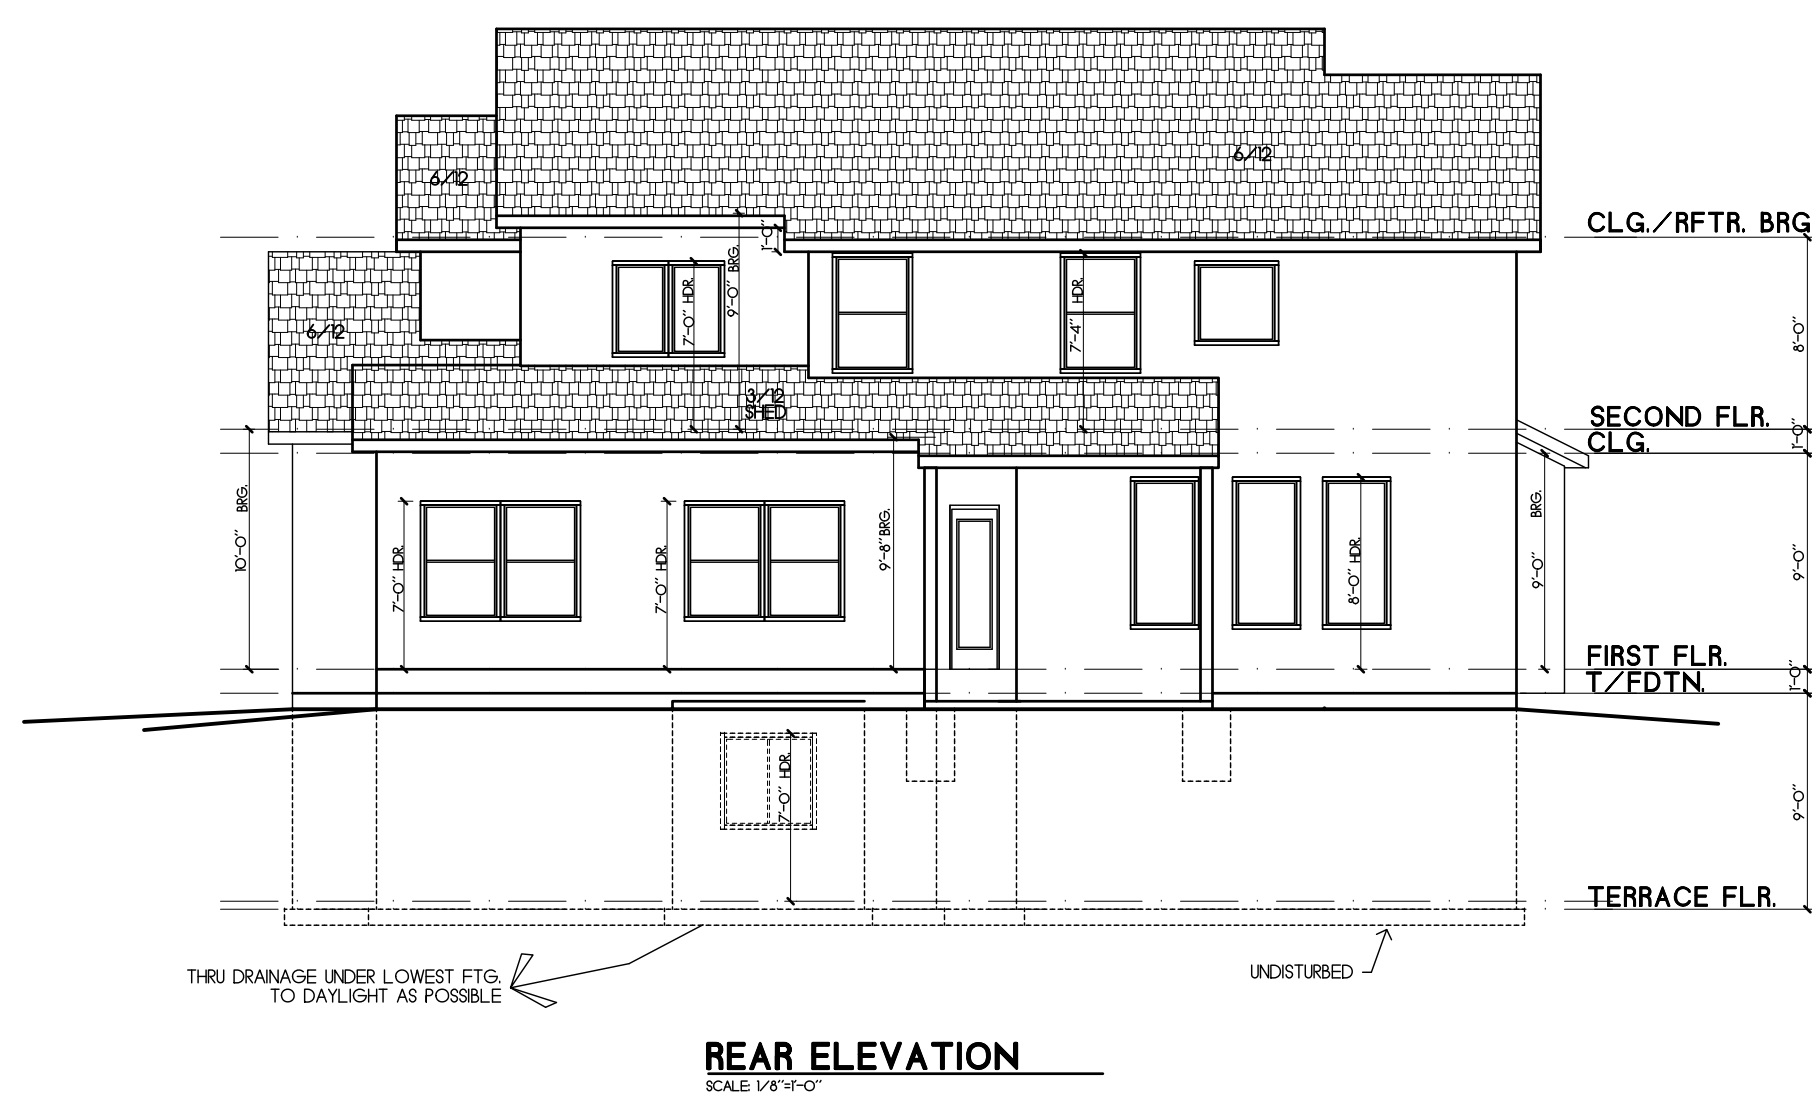 6/12
6/12
CLG./RFTR. BRG
1'-0"
9'-0" BRG.
7'-0" HDR.
7'-4" HDR.
8'-0"
6/12
3/12
SHED
SECOND FLR.
CLG.
1'-0"
10'-0" BRG.
7'-0" HDR.
7'-0" HDR.
9'-8" BRG.
8'-0" HDR.
9'-0" BRG.
9'-0"
FIRST FLR.
T/FDTN.
1'-0"
7'-0" HDR.
9'-0"
TERRACE FLR.
THRU DRAINAGE UNDER LOWEST FTG.
TO DAYLIGHT AS POSSIBLE
UNDISTURBED
REAR ELEVATION
SCALE: 1/8"=1'-0"